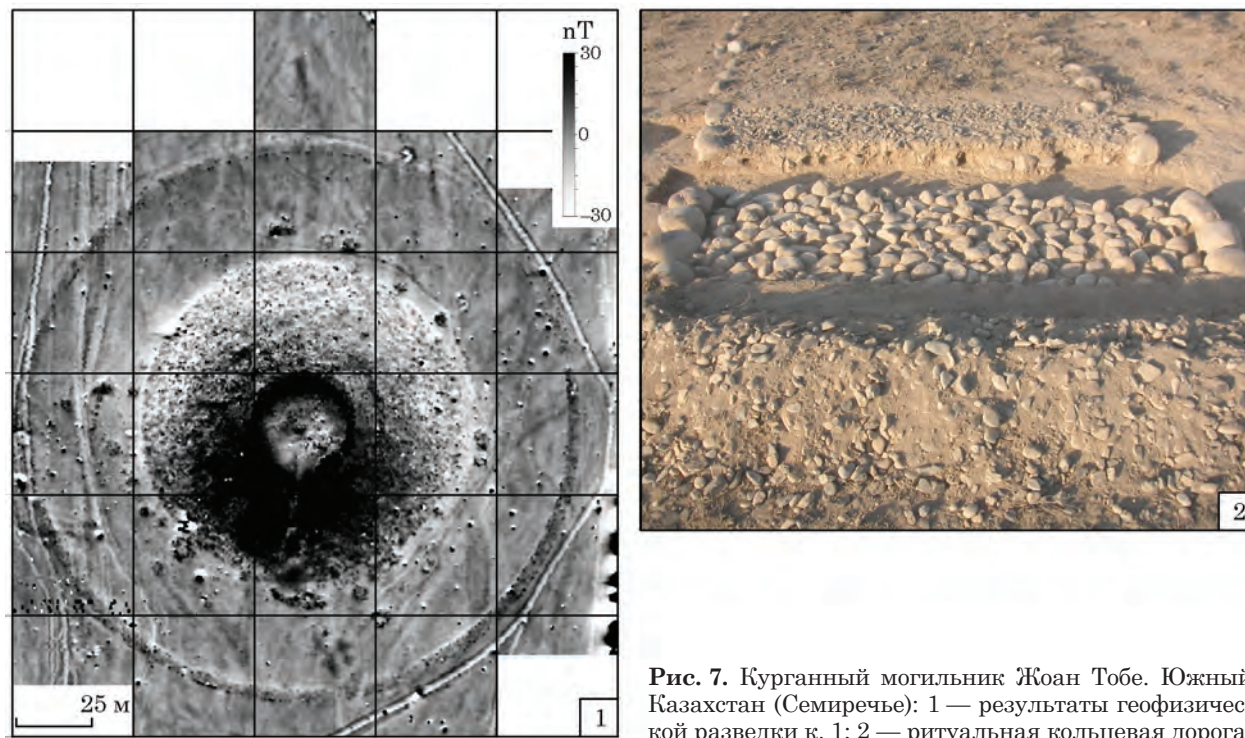 nT
30
0
–30
25 м
1
2
Рис. 7. Курганный могильник Жоан Тобе. Южный
Казахстан (Семиречье): 1 — результаты геофизичес-
кой разведки к. 1; 2 — ритуальная кольцевая дорога